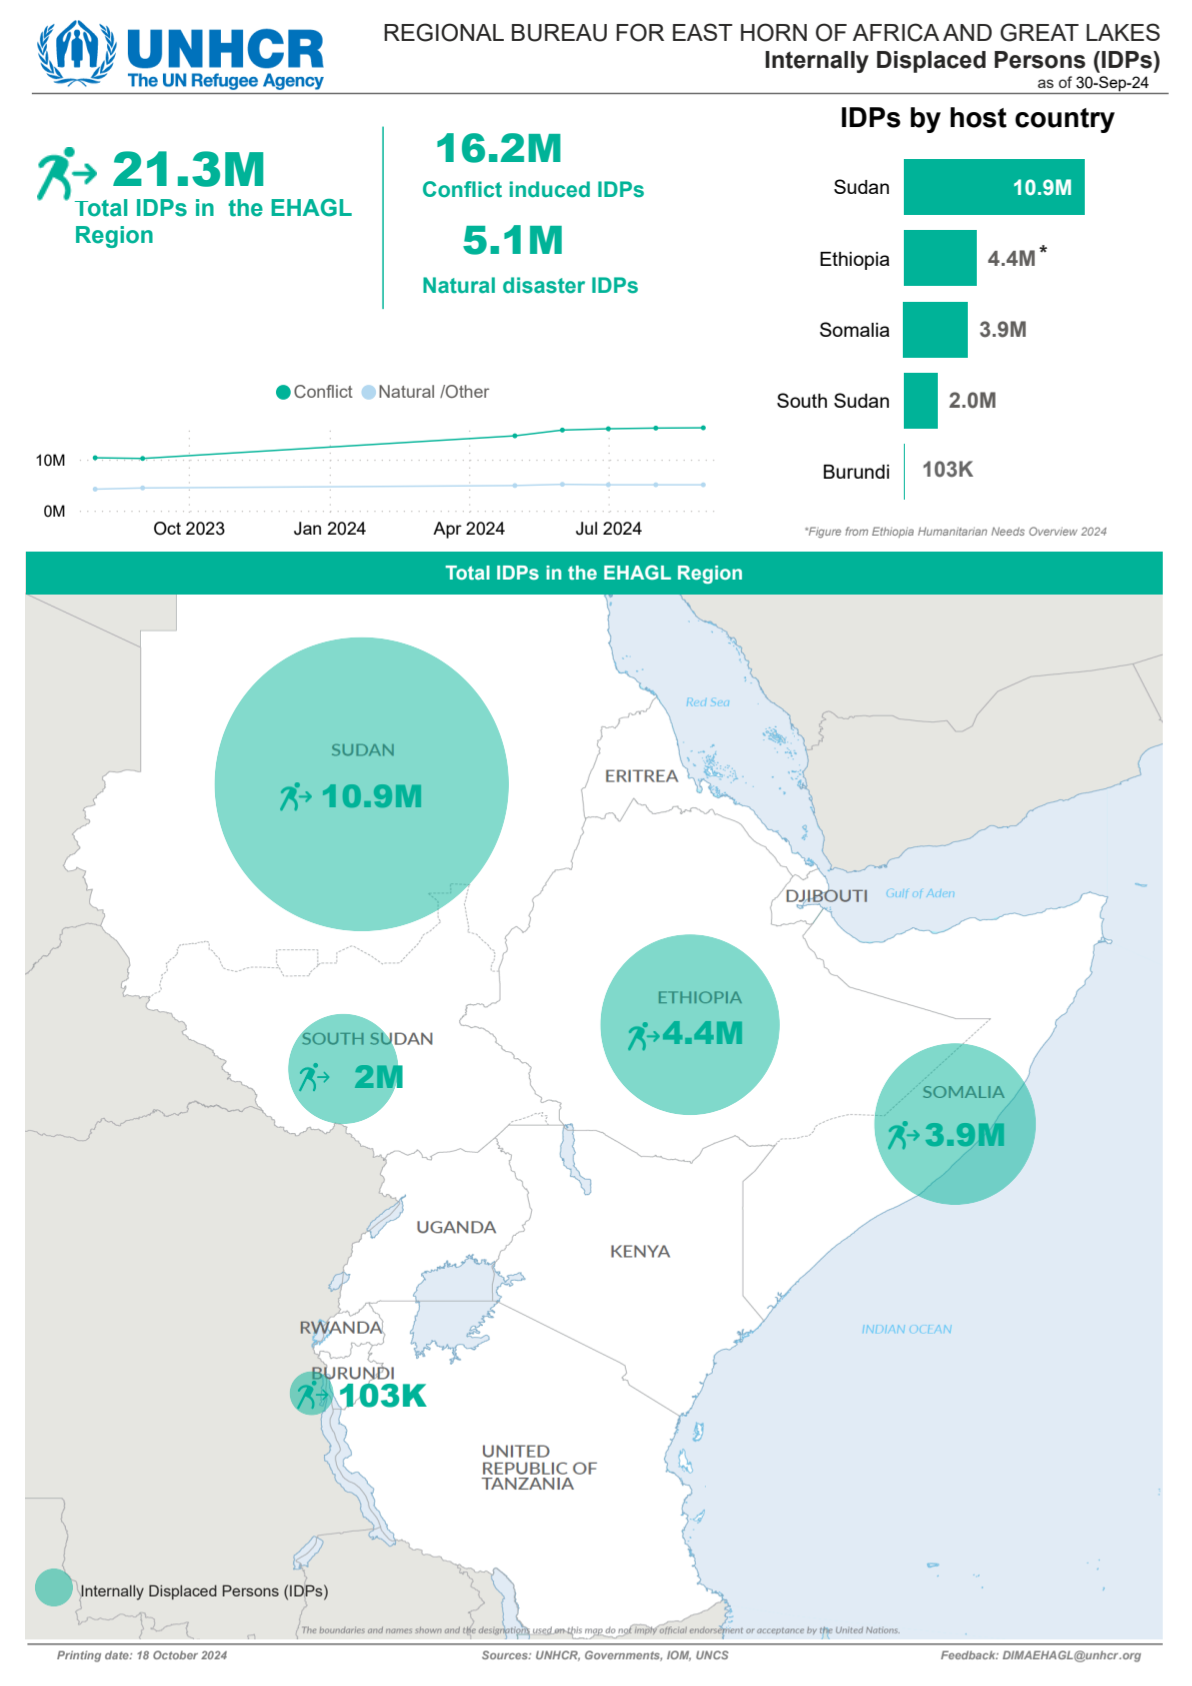 UNHCR
The UN Refugee Agency
REGIONAL BUREAU FOR EAST HORN OF AFRICA AND GREAT LAKES
Internally Displaced Persons (IDPs)
as of 30-Sep-24
21.3M
Total IDPs in the EHAGL
Region
16.2M
Conflict induced IDPs
5.1M
Natural disaster IDPs
IDPs by host country
Sudan 10.9M
Ethiopia 4.4M *
Somalia 3.9M
South Sudan 2.0M
Burundi 103K
*Figure from Ethiopia Humanitarian Needs Overview 2024
Conflict Natural /Other
10M
0M
Oct 2023 Jan 2024 Apr 2024 Jul 2024
Total IDPs in the EHAGL Region
Red Sea
SUDAN
10.9M
ERITREA
DJIBOUTI
Gulf of Aden
ETHIOPIA
4.4M
SOUTH SUDAN
2M
SOMALIA
3.9M
UGANDA
KENYA
RWANDA
INDIAN OCEAN
BURUNDI
103K
UNITED
REPUBLIC OF
TANZANIA
Internally Displaced Persons (IDPs)
The boundaries and names shown and the designations used on this map do not imply official endorsement or acceptance by the United Nations.
Printing date: 18 October 2024
Sources: UNHCR, Governments, IOM, UNCS
Feedback: DIMAEHAGL@unhcr.org